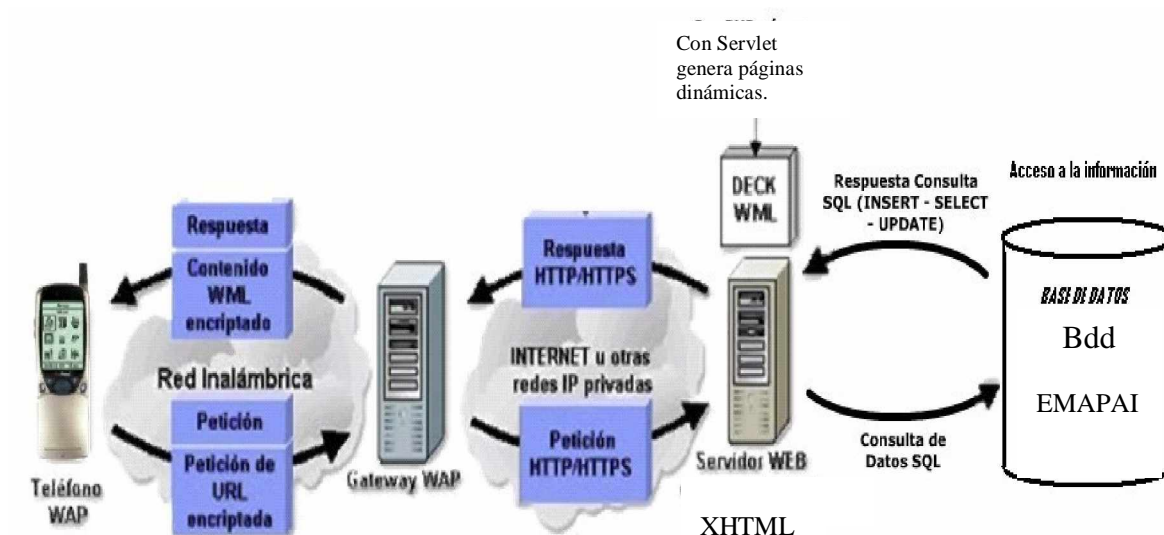 Con Servlet
genera páginas
dinámicas.
DECK
WML
Respuesta Consulta
SQL (INSERT - SELECT
- UPDATE)
Acceso a la información
Respuesta
Contenido
WML
encriptado
Respuesta
HTTP/HTTPS
BASE DE DATOS
Bdd
EMAPAI
Red Inalámbrica
INTERNET u otras
redes IP privadas
Petición
Petición de
URL
encriptada
Petición
HTTP/HTTPS
Teléfono
WAP
Gateway WAP
Servidor WEB
Consulta de
Datos SQL
XHTML